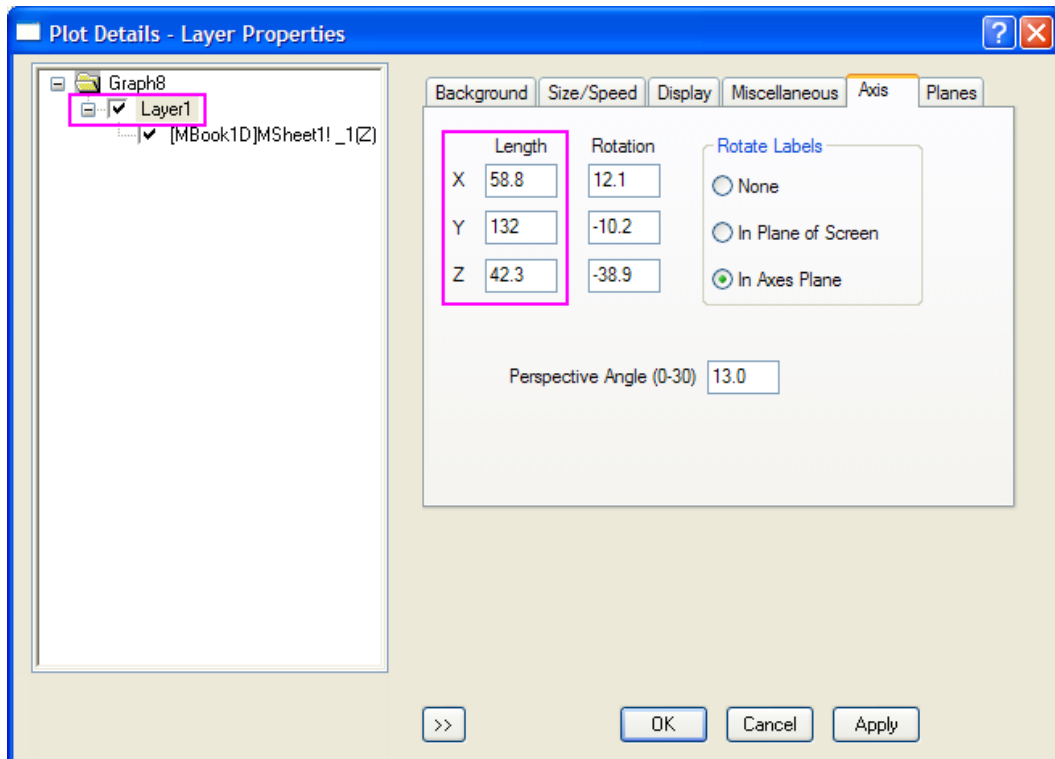 Plot Details - Layer Properties
Graph8
Layer1
[MBook1D]MSheet1! _1(Z)
Background Size/Speed Display Miscellaneous Axis Planes
Length Rotation Rotate Labels
X 58.8 12.1 None
Y 132 -10.2 In Plane of Screen
Z 42.3 -38.9 In Axes Plane
Perspective Angle (0-30) 13.0
>> OK Cancel Apply